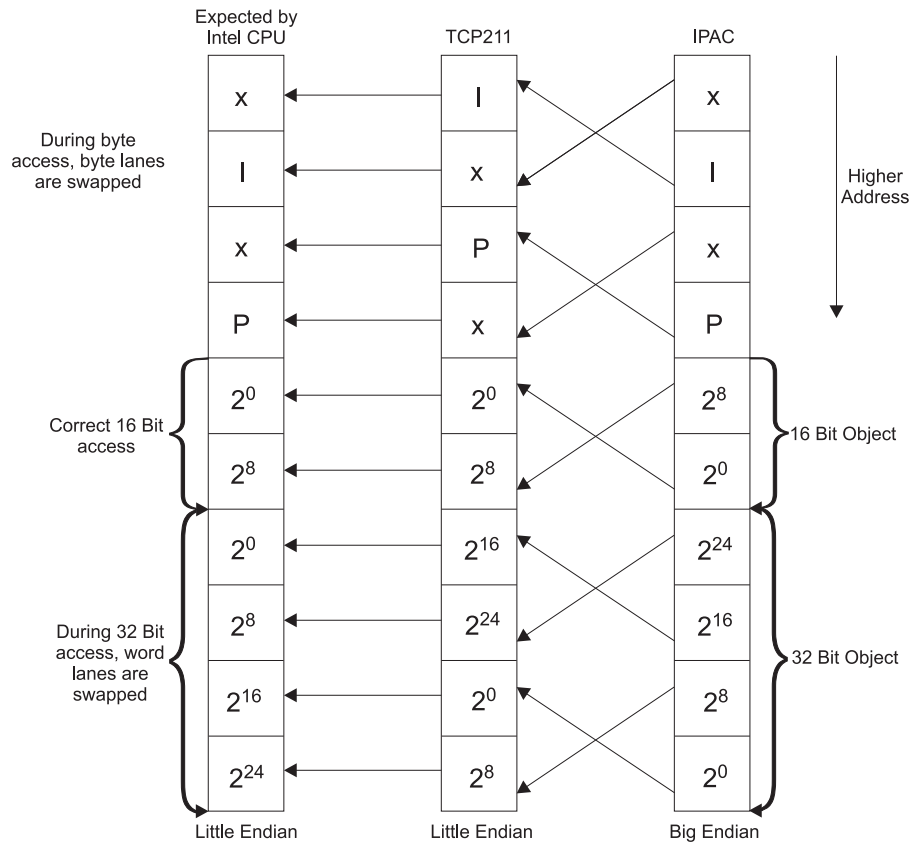 Expected by
Intel CPU
TCP211
IPAC
x
I
x
During byte
access, byte lanes
are swapped
I
x
I
Higher
Address
x
P
x
P
x
P
Correct 16 Bit
access
2⁰
2⁰
2⁸
16 Bit Object
2⁸
2⁸
2⁰
2⁰
2¹⁶
2²⁴
During 32 Bit
access, word
lanes are
swapped
2⁸
2²⁴
2¹⁶
32 Bit Object
2¹⁶
2⁰
2⁸
2²⁴
2⁸
2⁰
Little Endian
Little Endian
Big Endian